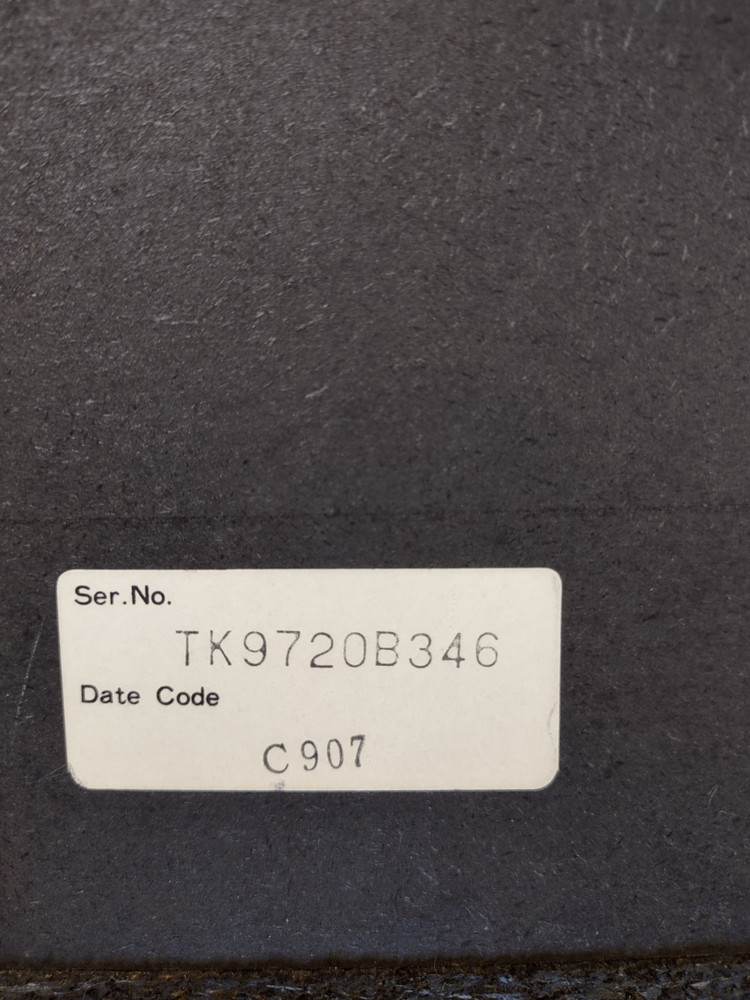 Ser.No.
TK9720B346
Date Code
C907